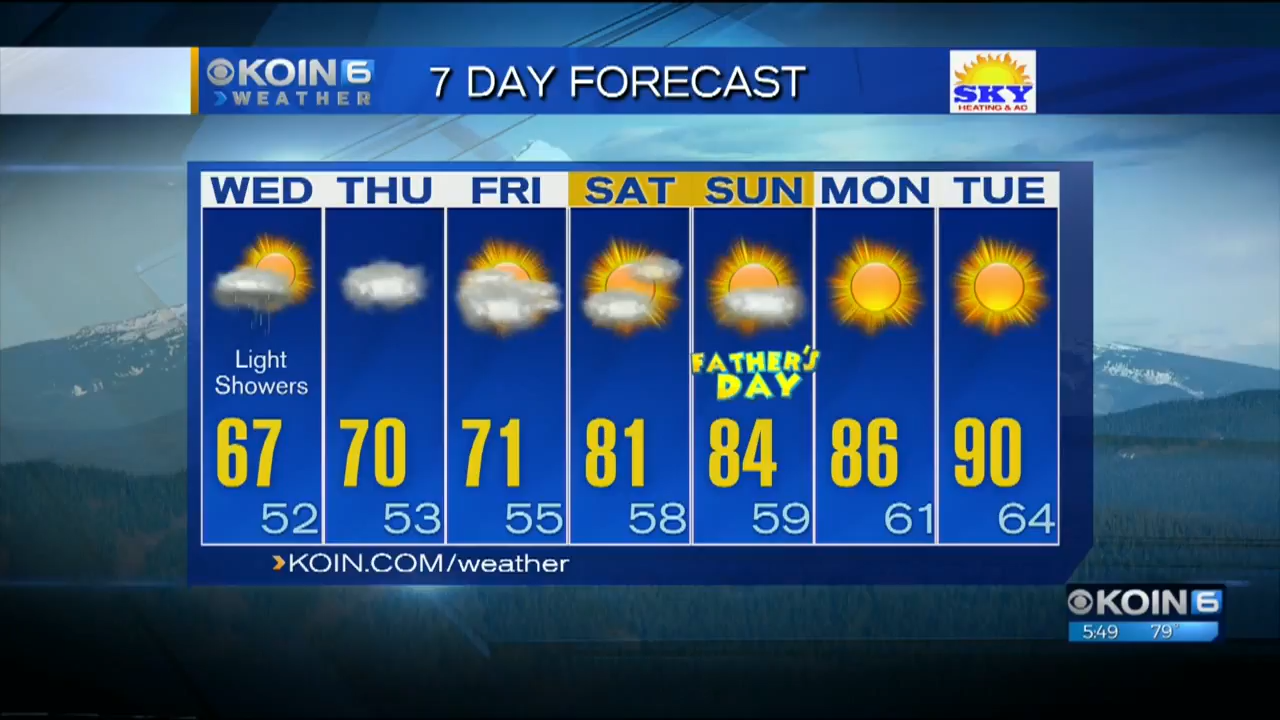 KOIN 6
WEATHER
7 DAY FORECAST
SKY
HEATING & AC
WED THU FRI SAT SUN MON TUE
Light
Showers
FATHER'S
DAY
67 70 71 81 84 86 90
52 53 55 58 59 61 64
KOIN.COM/weather
KOIN 6
5:49 79°